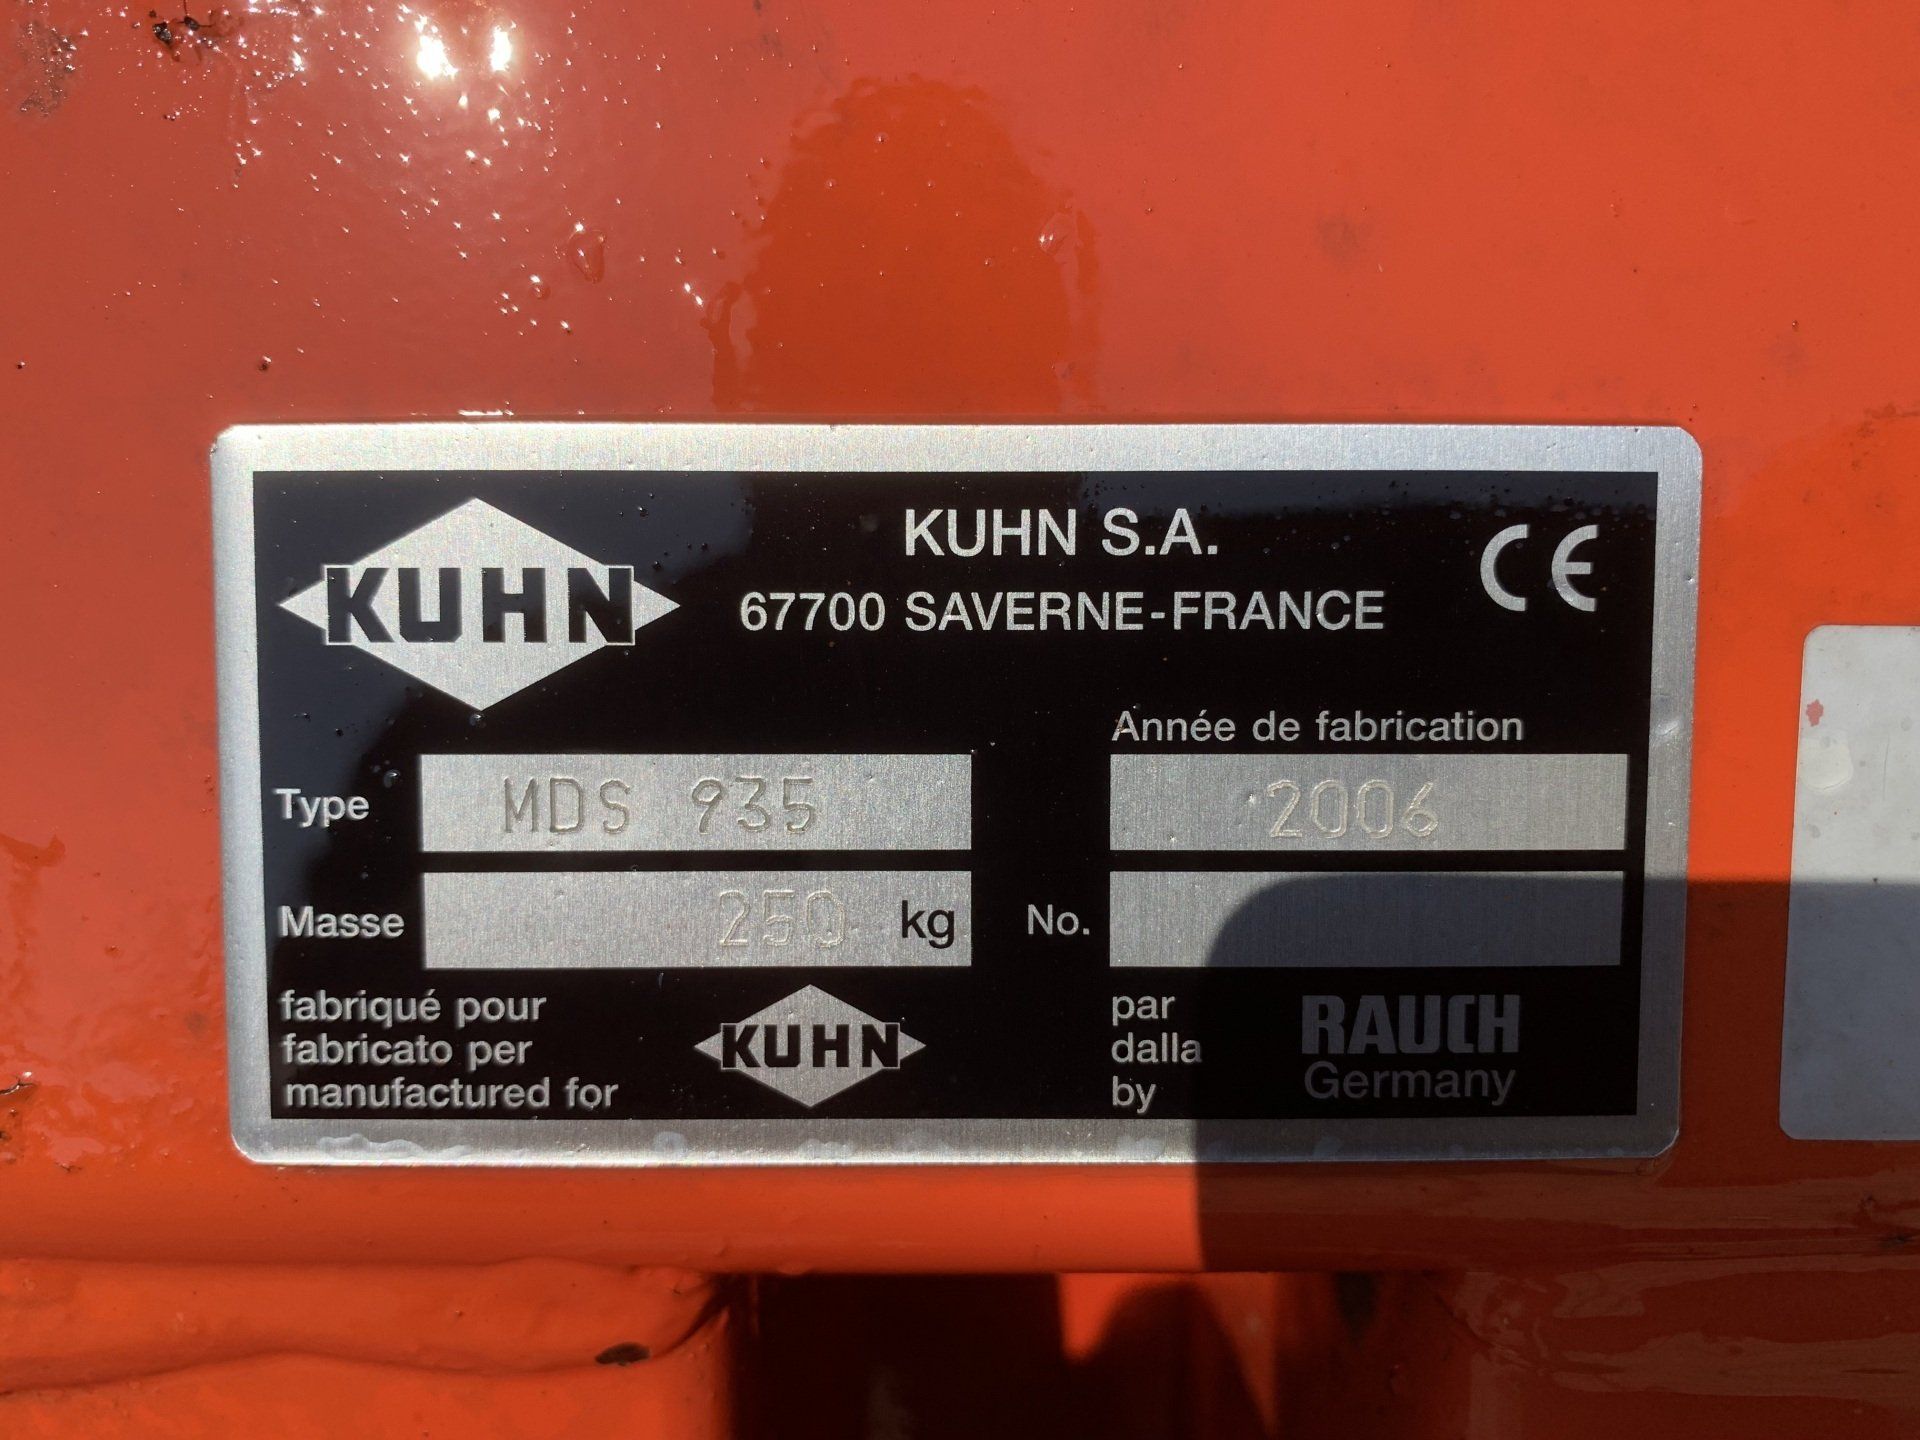 KUHN
KUHN S.A.
67700 SAVERNE-FRANCE
CE
Année de fabrication
Type MDS 935 2006
Masse 250 kg No.
fabriqué pour
fabricato per
manufactured for
KUHN
par
dalla
by
RAUCH
Germany